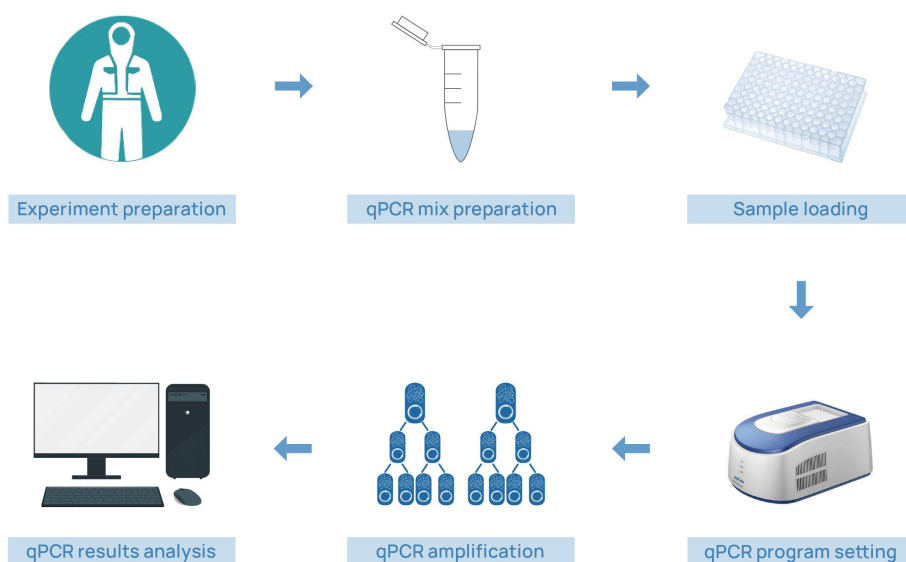 Experiment preparation
qPCR mix preparation
Sample loading
qPCR program setting
qPCR amplification
qPCR results analysis